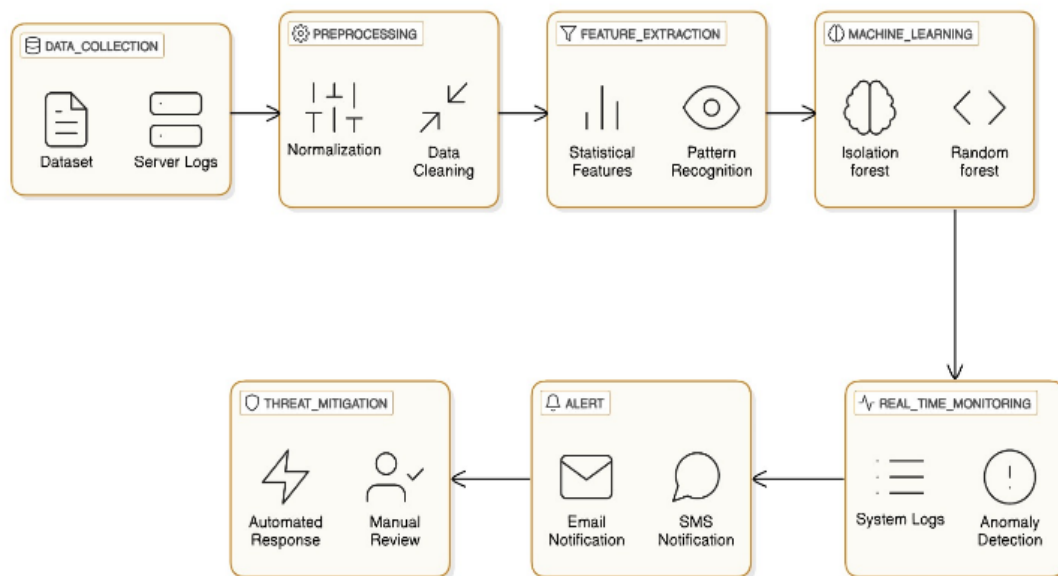 DATA_COLLECTION
Dataset
Server Logs
PREPROCESSING
Normalization
Data
Cleaning
FEATURE_EXTRACTION
Statistical
Features
Pattern
Recognition
MACHINE_LEARNING
Isolation
forest
Random
forest
THREAT_MITIGATION
Automated
Response
Manual
Review
ALERT
Email
Notification
SMS
Notification
REAL_TIME_MONITORING
System Logs
Anomaly
Detection